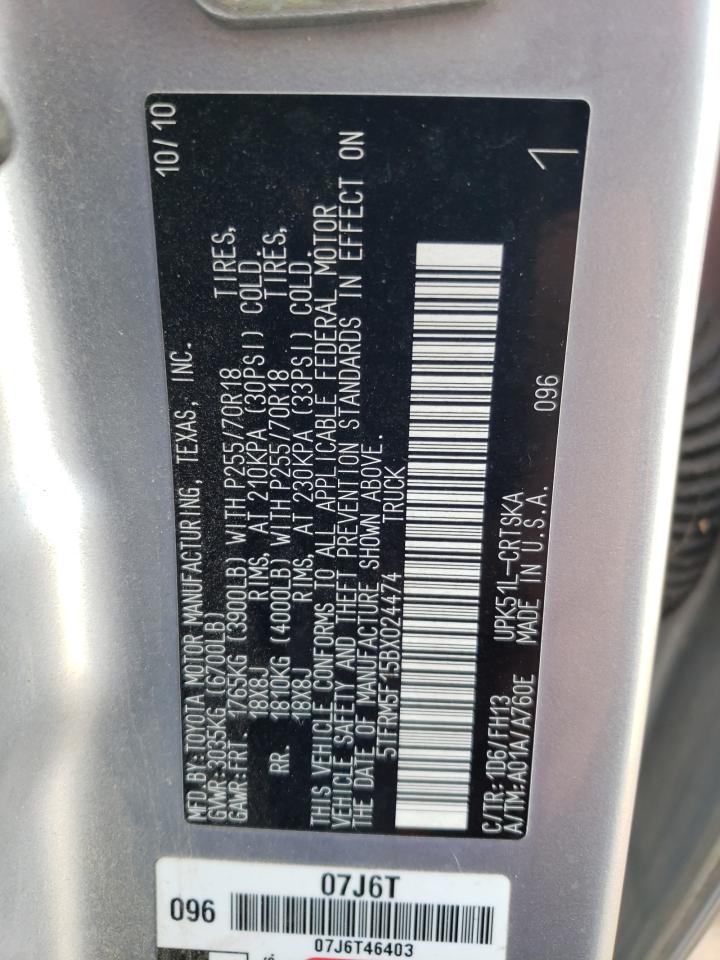 MFD.BY:TOYOTA MOTOR MANUFACTURING, TEXAS, INC. 10/10
GVWR:3035KG (6700LB)
GAWR:FRT. 1765KG (3900LB) WITH P255/70R18 TIRES,
18X8J RIMS, AT 210KPA (30PSI) COLD.
RR. 1810KG (4000LB) WITH P255/70R18 TIRES,
18X8J RIMS, AT 230KPA (33PSI) COLD.
THIS VEHICLE CONFORMS TO ALL APPLICABLE FEDERAL MOTOR
VEHICLE SAFETY AND THEFT PREVENTION STANDARDS IN EFFECT ON
THE DATE OF MANUFACTURE SHOWN ABOVE.
5TFRM5F15BX024474 TRUCK
C/TR:1D6/FH13 UPK51L-CRTSKA 096
A/TM:A01A/A760E MADE IN U.S.A. 1
07J6T
096
07J6T46403